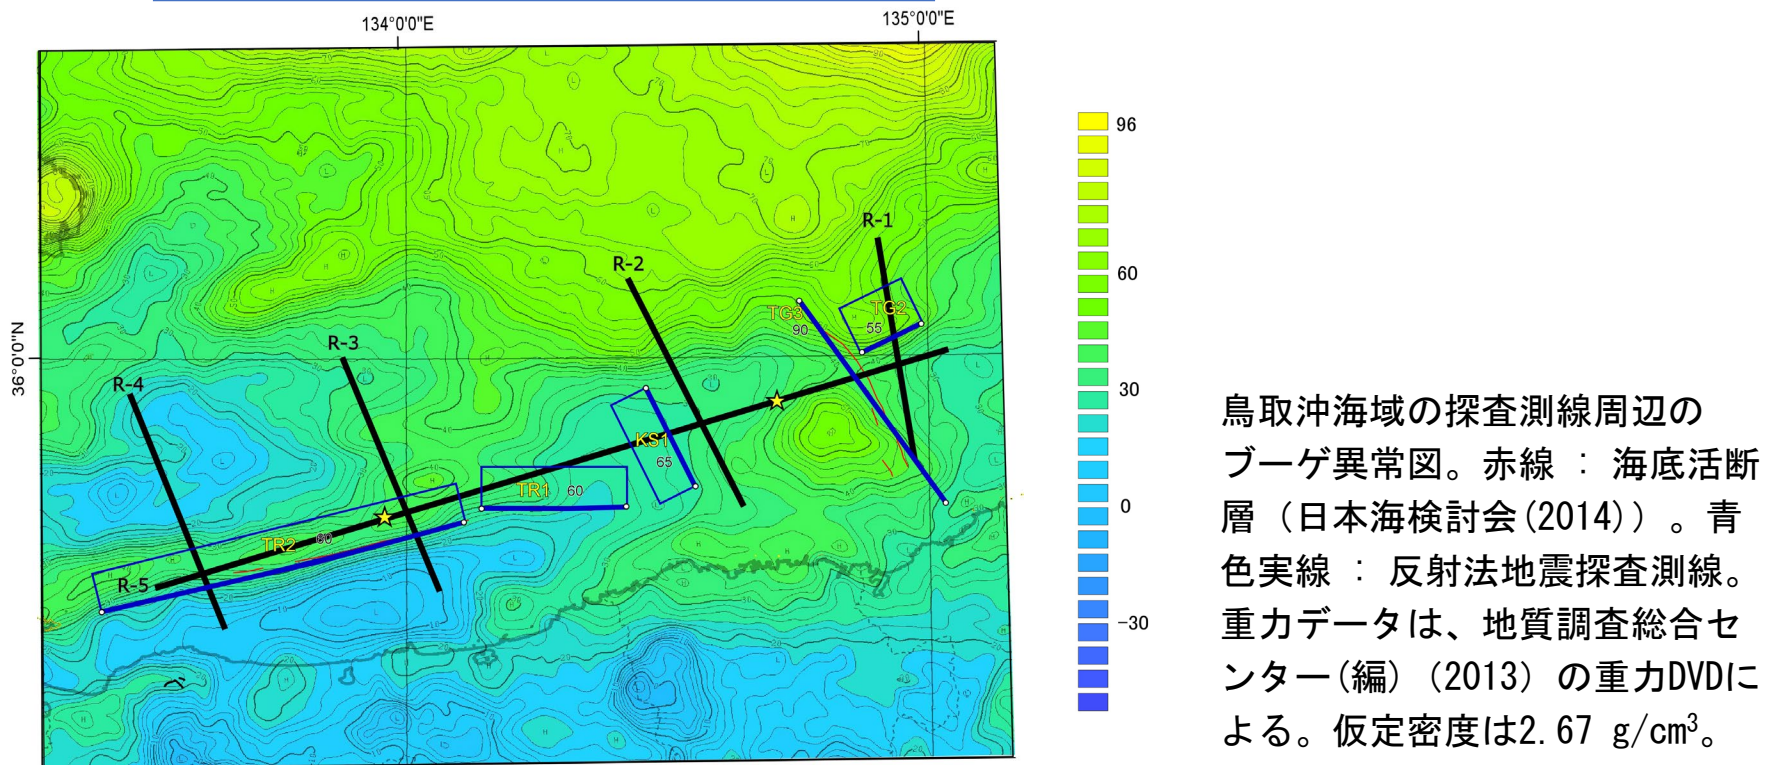 134°0'0"E
135°0'0"E
36°0'0"N
R-1
R-2
R-3
R-4
R-5
TG3
90
TG2
55
KS1
65
TR1
60
TR2
60
96
60
30
0
-30
鳥取沖海域の探査測線周辺の
ブーゲ異常図。赤線 : 海底活断
層 (日本海検討会(2014)) 。青
色実線 : 反射法地震探査測線。
重力データは、地質調査総合セ
ンター(編) (2013) の重力DVDに
よる。仮定密度は2.67 g/cm³。